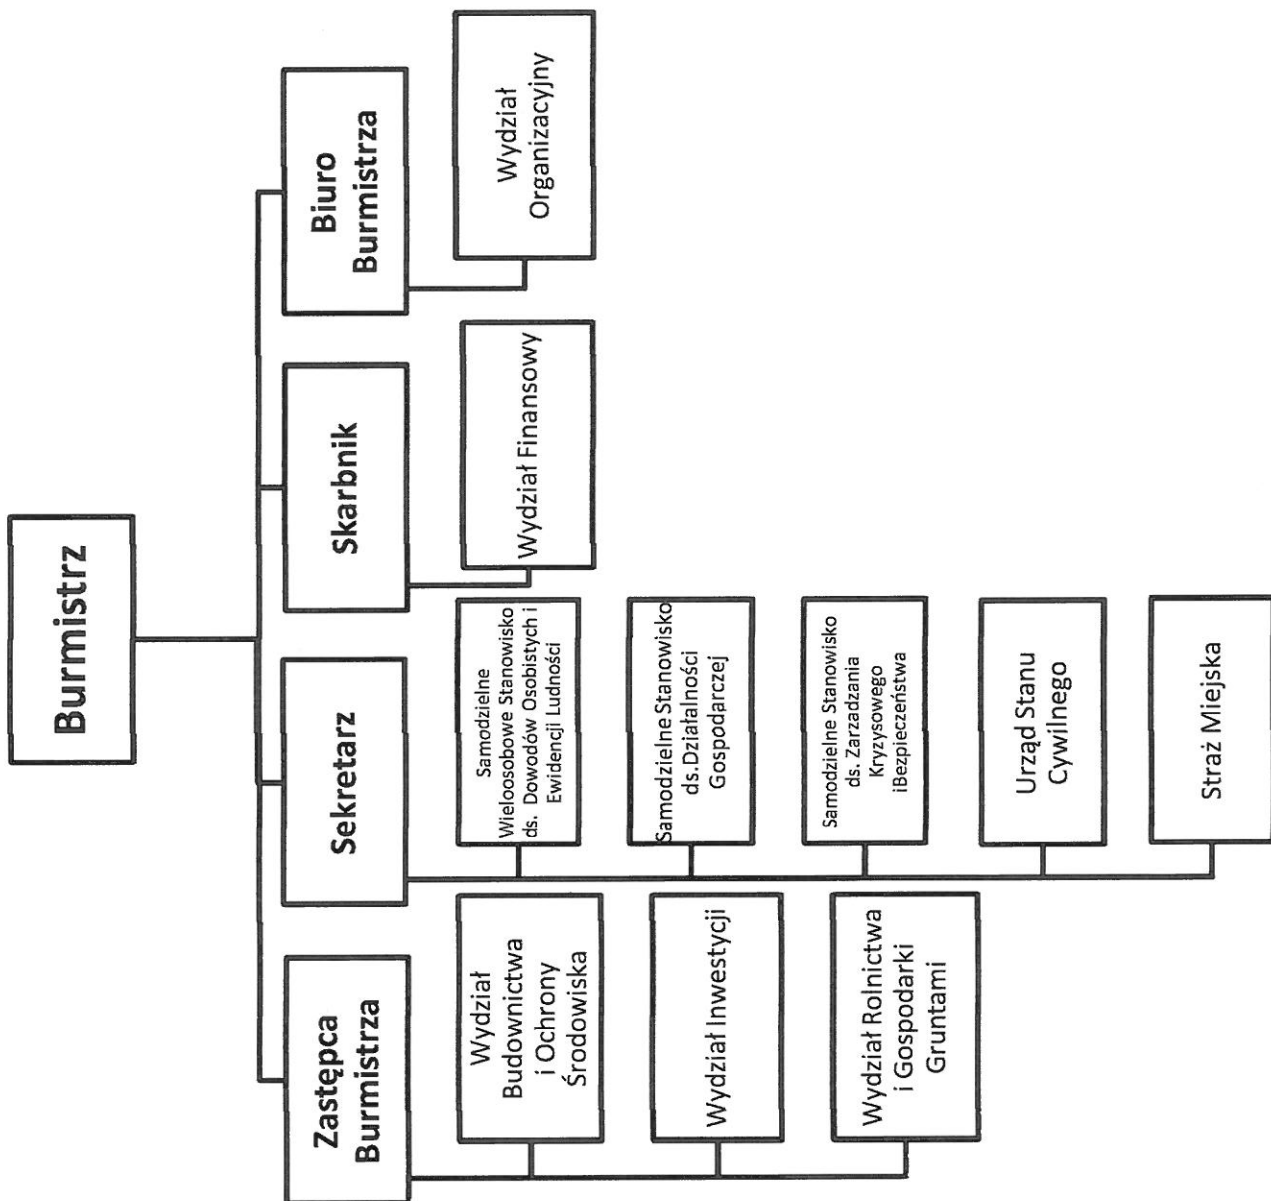 Burmistrz
Zastępca
Burmistrza
Sekretarz
Skarbnik
Biuro
Burmistrza
Wydział
Budownictwa
i Ochrony
Środowiska
Wydział Inwestycji
Wydział Rolnictwa
i Gospodarki
Gruntami
Samodzielne
Wieloosobowe Stanowisko
ds. Dowodów Osobistych i
Ewidencji Ludności
Samodzielne Stanowisko
ds.Działalności
Gospodarczej
Samodzielne Stanowisko
ds. Zarzadzania
Kryzysowego
iBezpieczeństwa
Urząd Stanu
Cywilnego
Straż Miejska
Wydział Finansowy
Wydział
Organizacyjny